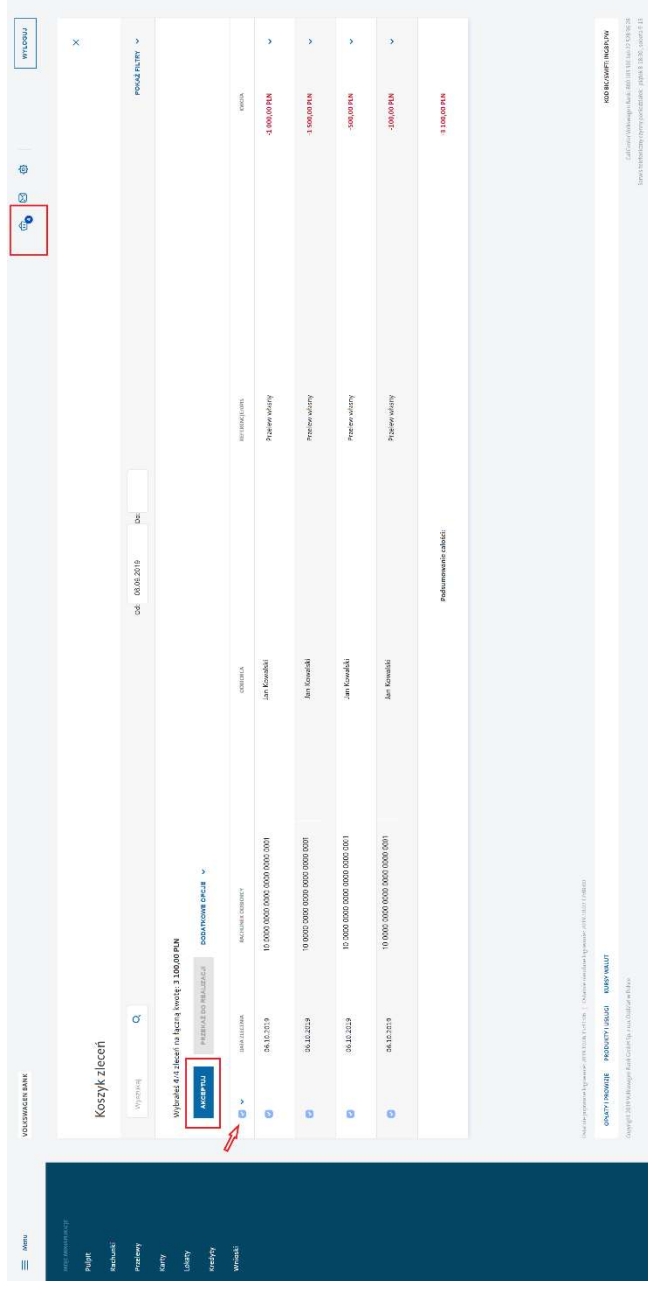 Menu
VOLKSWAGEN BANK
4
WYLOGUJ
Pulpit
Rachunki
Przelewy
Karty
Lokaty
Kredyty
Wnioski
Koszyk zleceń
Wyszukaj
Od: 06.09.2019
Do:
POKAŻ FILTRY
Wybrałeś 4/4 zleceń na łączną kwotę: 3 100,00 PLN
AKCEPTUJ PRZEKAŻ DO REALIZACJI DODATKOWE OPCJE
DATA ZLECENIA RACHUNEK ODBIORCY ODBIORCA REFERENCJE/OPIS KWOTA
06.10.2019 10 0000 0000 0000 0000 0000 0001 Jan Kowalski Przelew własny -1 000,00 PLN
06.10.2019 10 0000 0000 0000 0000 0000 0001 Jan Kowalski Przelew własny -1 500,00 PLN
06.10.2019 10 0000 0000 0000 0000 0000 0001 Jan Kowalski Przelew własny -500,00 PLN
06.10.2019 10 0000 0000 0000 0000 0000 0001 Jan Kowalski Przelew własny -100,00 PLN
Podsumowanie całości: -3 100,00 PLN
OPŁATY I PROWIZJE PRODUKTY I USŁUGI KURSY WALUT
KOD BIC/SWIFT: INGBPLPW